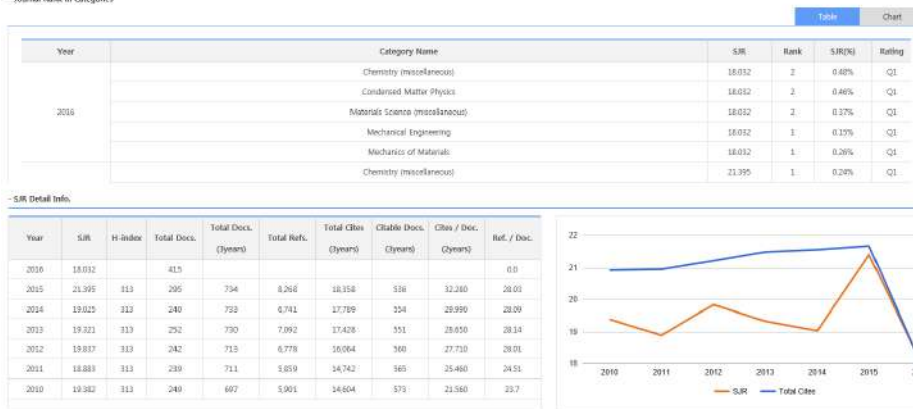 Journal Rank in Categories
Table Chart
Year Category Name SJR Rank SJR(%) Rating
Chemistry (miscellaneous) 18.032 2 0.48% Q1
Condensed Matter Physics 18.032 2 0.46% Q1
2016 Materials Science (miscellaneous) 18.032 2 0.37% Q1
Mechanical Engineering 18.032 1 0.15% Q1
Mechanics of Materials 18.032 1 0.26% Q1
Chemistry (miscellaneous) 21.395 1 0.24% Q1
- SJR Detail Info.
Total Docs. Total Cites Citable Docs. Cites / Doc.
Year SJR H-index Total Docs. Total Refs. Ref. / Doc.
(3years) (3years) (3years) (2years)
2016 18.032 415 0.0
2015 21.395 313 295 734 8,268 18,358 536 32.280 28.03
2014 19.025 313 240 733 6,741 17,789 554 29.990 28.09
2013 19.321 313 252 730 7,092 17,428 551 29.650 28.14
2012 19.837 313 242 713 6,778 16,064 560 27.710 28.01
2011 18.883 313 239 711 5,859 14,742 565 25.460 24.51
2010 19.382 313 249 697 5,901 14,604 573 21.560 23.7
22
21
20
19
18
2010 2011 2012 2013 2014 2015
SJR Total Cites